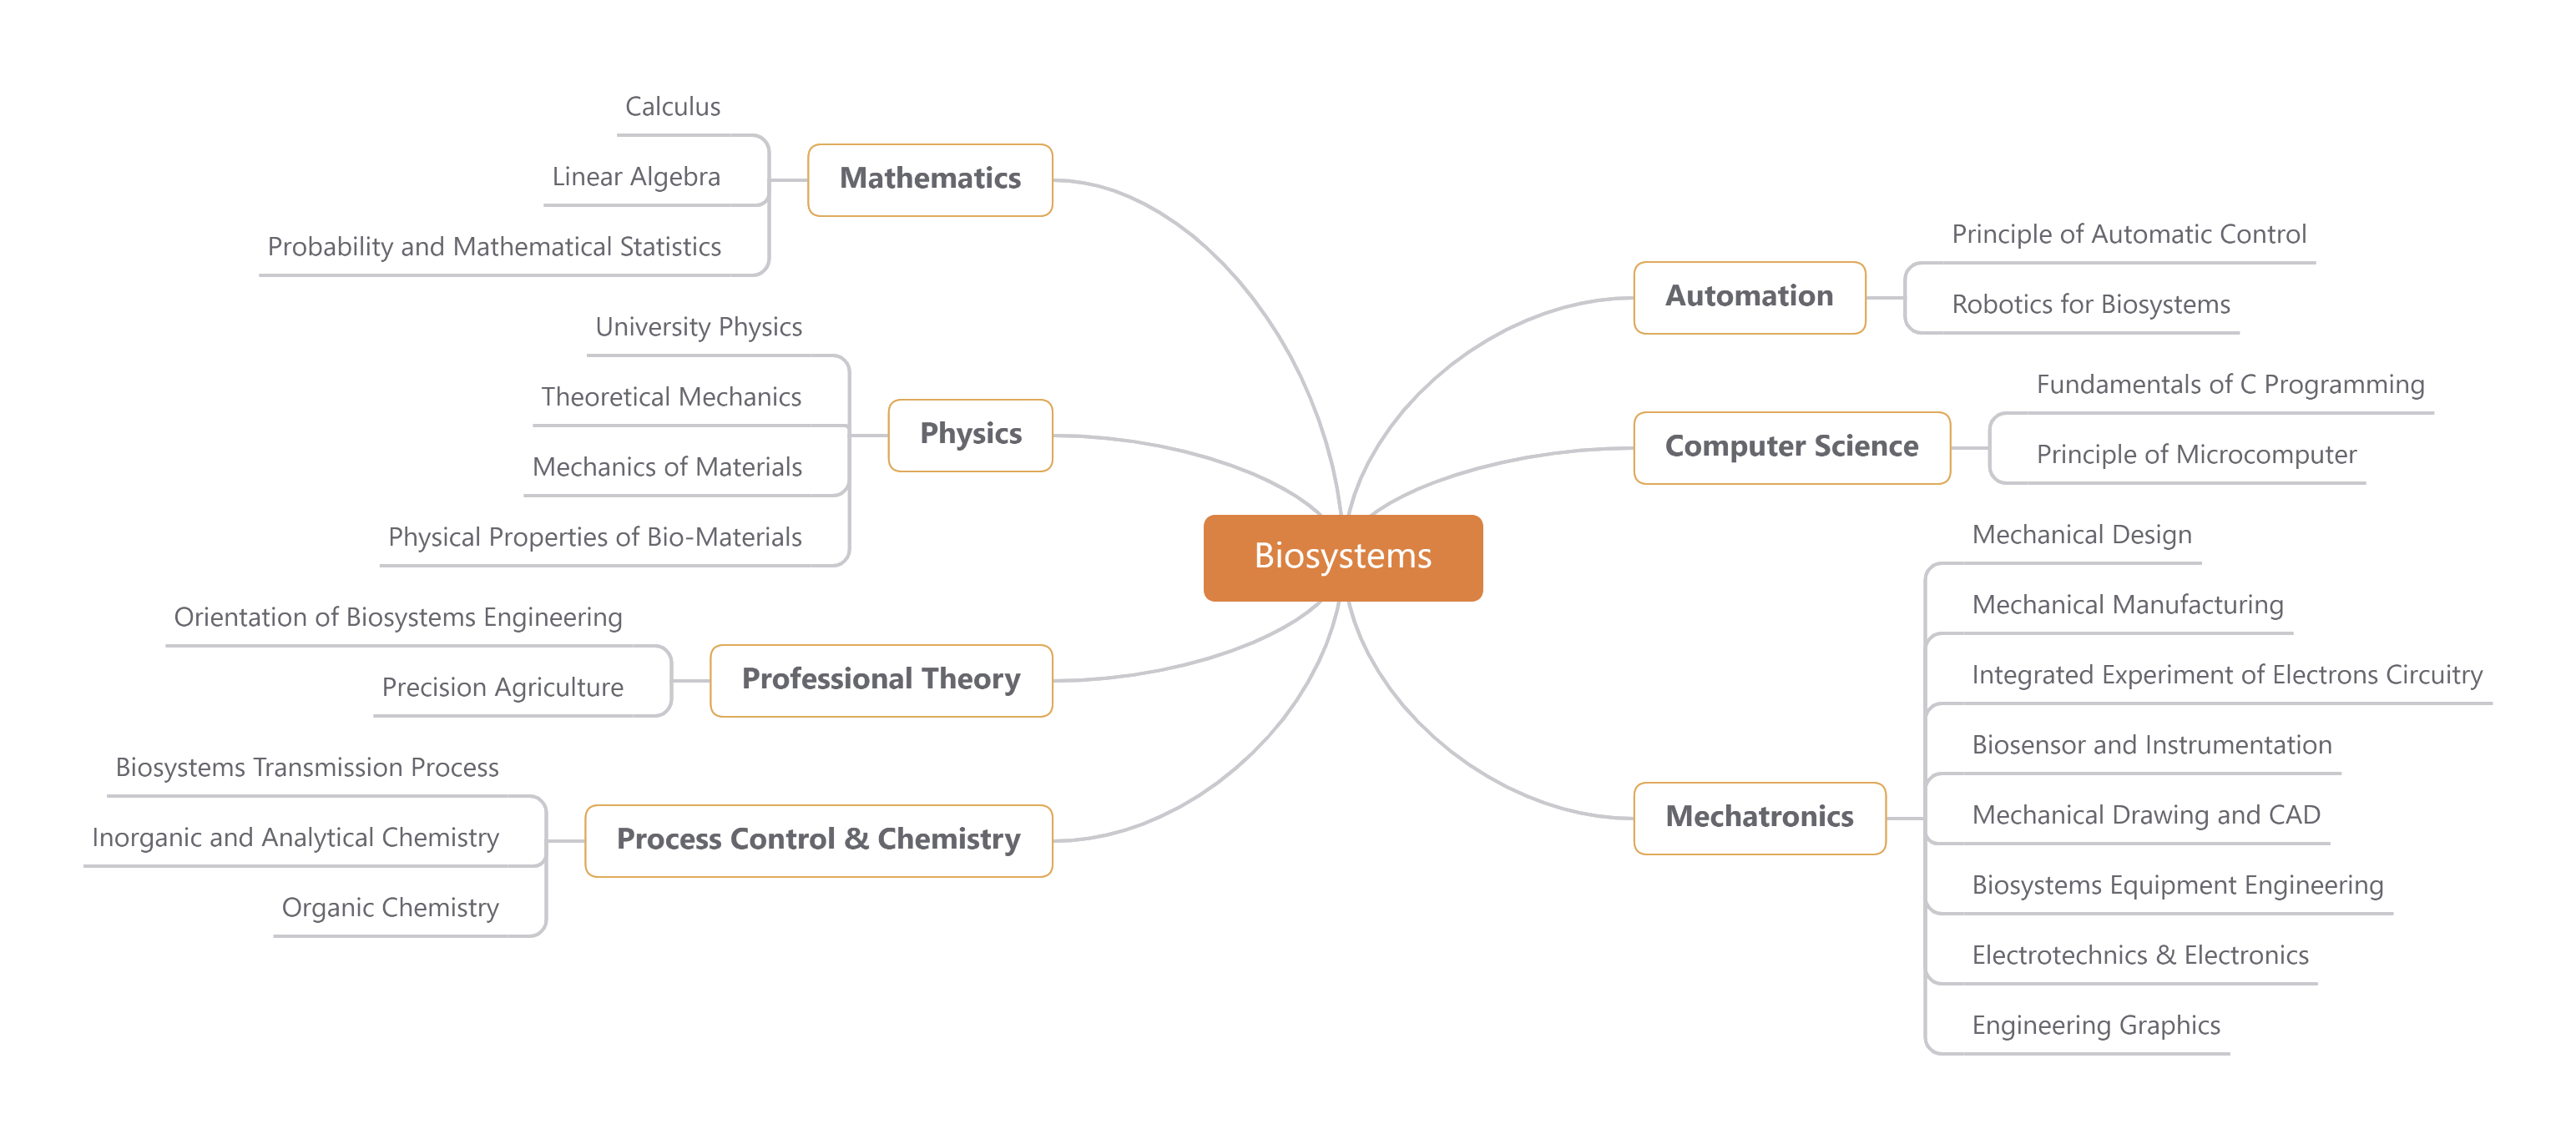 Calculus
Linear Algebra
Probability and Mathematical Statistics
Mathematics
University Physics
Theoretical Mechanics
Mechanics of Materials
Physical Properties of Bio-Materials
Physics
Orientation of Biosystems Engineering
Precision Agriculture
Professional Theory
Biosystems Transmission Process
Inorganic and Analytical Chemistry
Organic Chemistry
Process Control & Chemistry
Biosystems
Automation
Principle of Automatic Control
Robotics for Biosystems
Computer Science
Fundamentals of C Programming
Principle of Microcomputer
Mechatronics
Mechanical Design
Mechanical Manufacturing
Integrated Experiment of Electrons Circuitry
Biosensor and Instrumentation
Mechanical Drawing and CAD
Biosystems Equipment Engineering
Electrotechnics & Electronics
Engineering Graphics